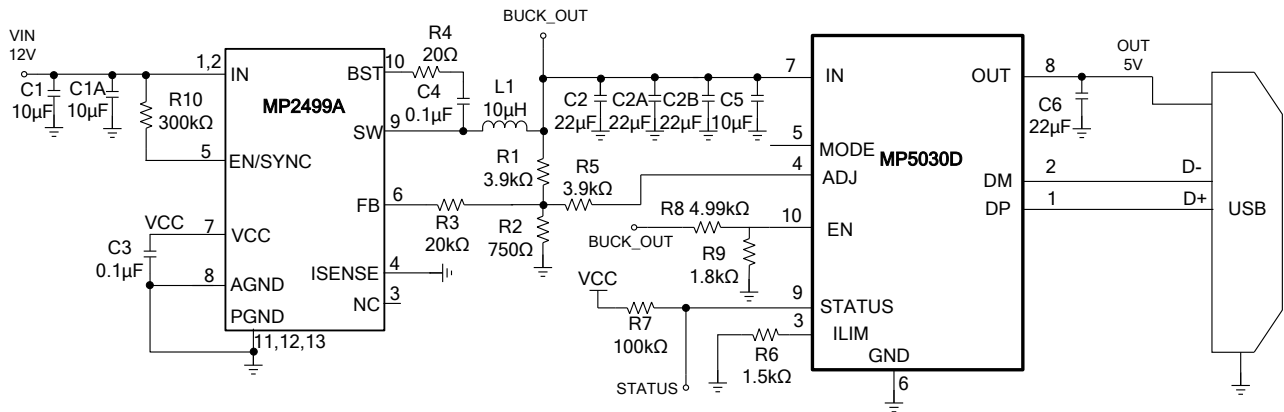 BUCK_OUT
VIN
12V
C1
10µF
C1A
10µF
R10
300kΩ
1,2
IN
MP2499A
BST
10
R4
20Ω
C4
0.1µF
SW
9
L1
10µH
5
EN/SYNC
FB
6
R3
20kΩ
R1
3.9kΩ
R2
750Ω
R5
3.9kΩ
VCC
7
VCC
C3
0.1µF
8
AGND
PGND
11,12,13
ISENSE
4
NC
3
C2
22µF
C2A
22µF
C2B
22µF
C5
10µF
7
IN
5
MODE
4
ADJ
MP5030D
R8 4.99kΩ
BUCK_OUT
10
EN
R9
1.8kΩ
VCC
R7
100kΩ
STATUS
9
STATUS
3
ILIM
R6
1.5kΩ
GND
6
OUT
8
OUT
5V
C6
22µF
DM
2
D-
DP
1
D+
USB